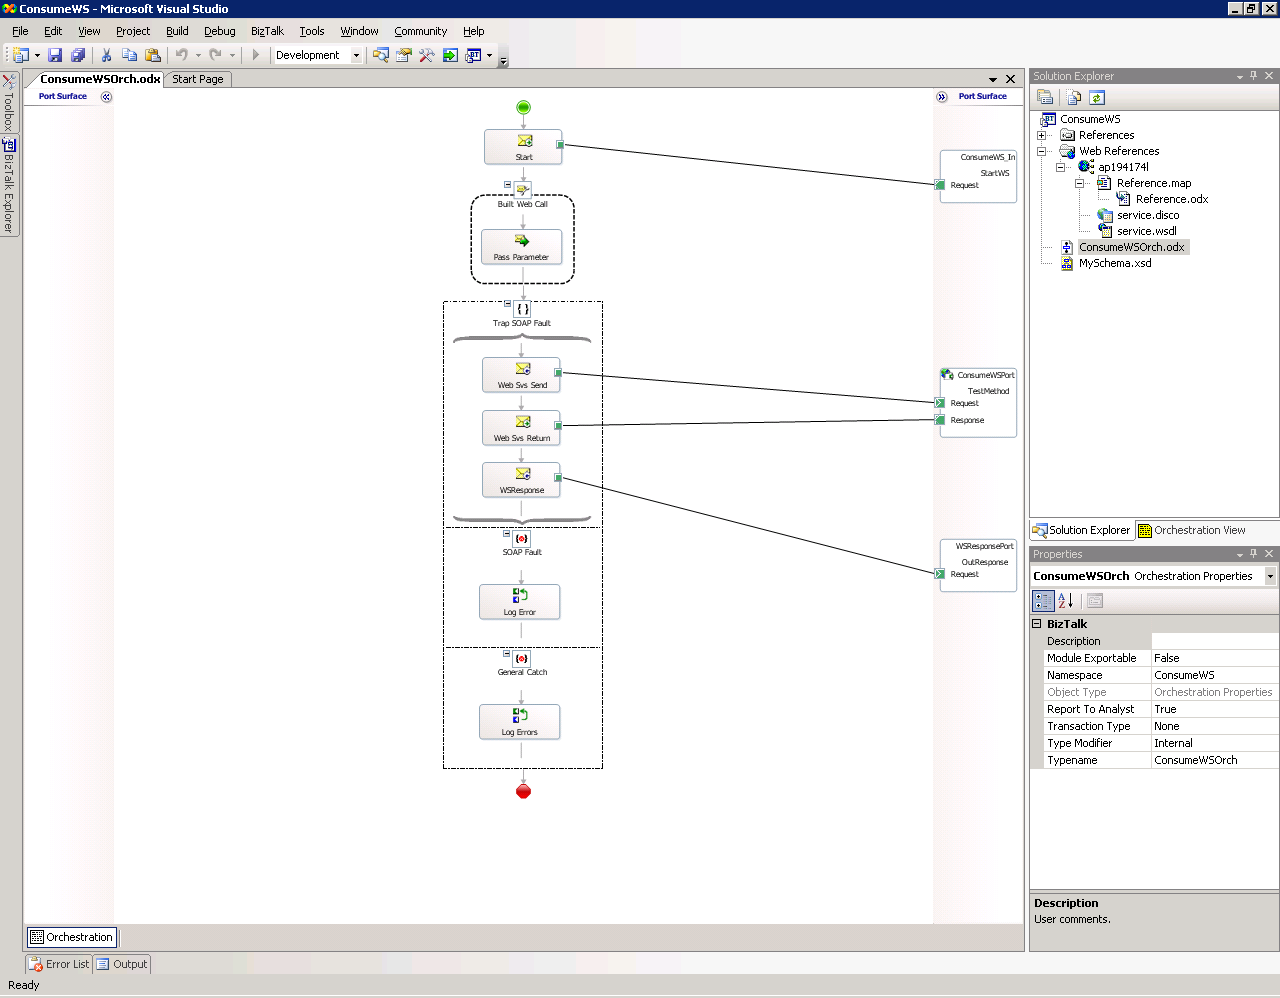 ConsumeWS - Microsoft Visual Studio
File Edit View Project Build Debug BizTalk Tools Window Community Help
Development
ConsumeWSOrch.odx Start Page
Toolbox
BizTalk Explorer
Port Surface
Port Surface
Start
Built Web Call
Pass Parameter
Trap SOAP Fault
Web Svs Send
Web Svs Return
WSResponse
SOAP Fault
Log Error
General Catch
Log Errors
ConsumeWS_In
StartWS
Request
ConsumeWSPort
TestMethod
Request
Response
WSResponsePort
OutResponse
Request
Orchestration
Error List Output
Ready
Solution Explorer
ConsumeWS
References
Web References
ap194174l
Reference.map
Reference.odx
service.disco
service.wsdl
ConsumeWSOrch.odx
MySchema.xsd
Solution Explorer Orchestration View
Properties
ConsumeWSOrch Orchestration Properties
BizTalk
Description
Module Exportable False
Namespace ConsumeWS
Object Type Orchestration Properties
Report To Analyst True
Transaction Type None
Type Modifier Internal
Typename ConsumeWSOrch
Description
User comments.